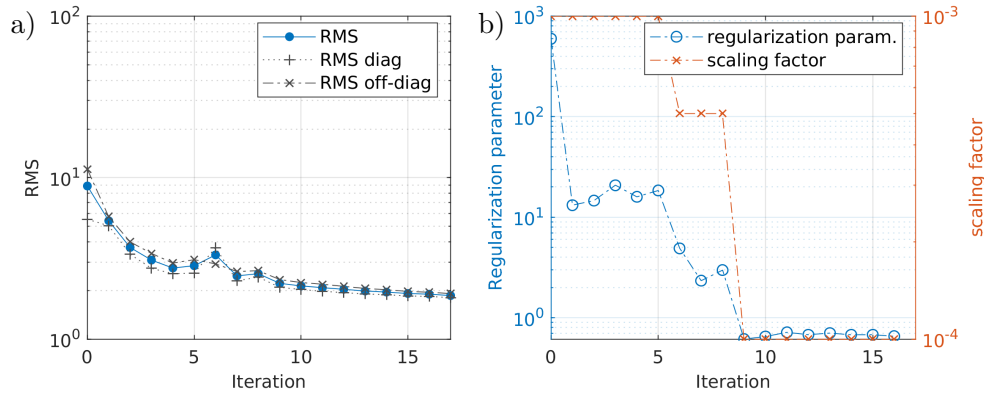 a)
10^2
10^1
10^0
RMS
RMS
RMS diag
RMS off-diag
0 5 10 15
Iteration
b)
10^3
10^2
10^1
10^0
Regularization parameter
regularization param.
scaling factor
10^-3
10^-4
scaling factor
0 5 10 15
Iteration